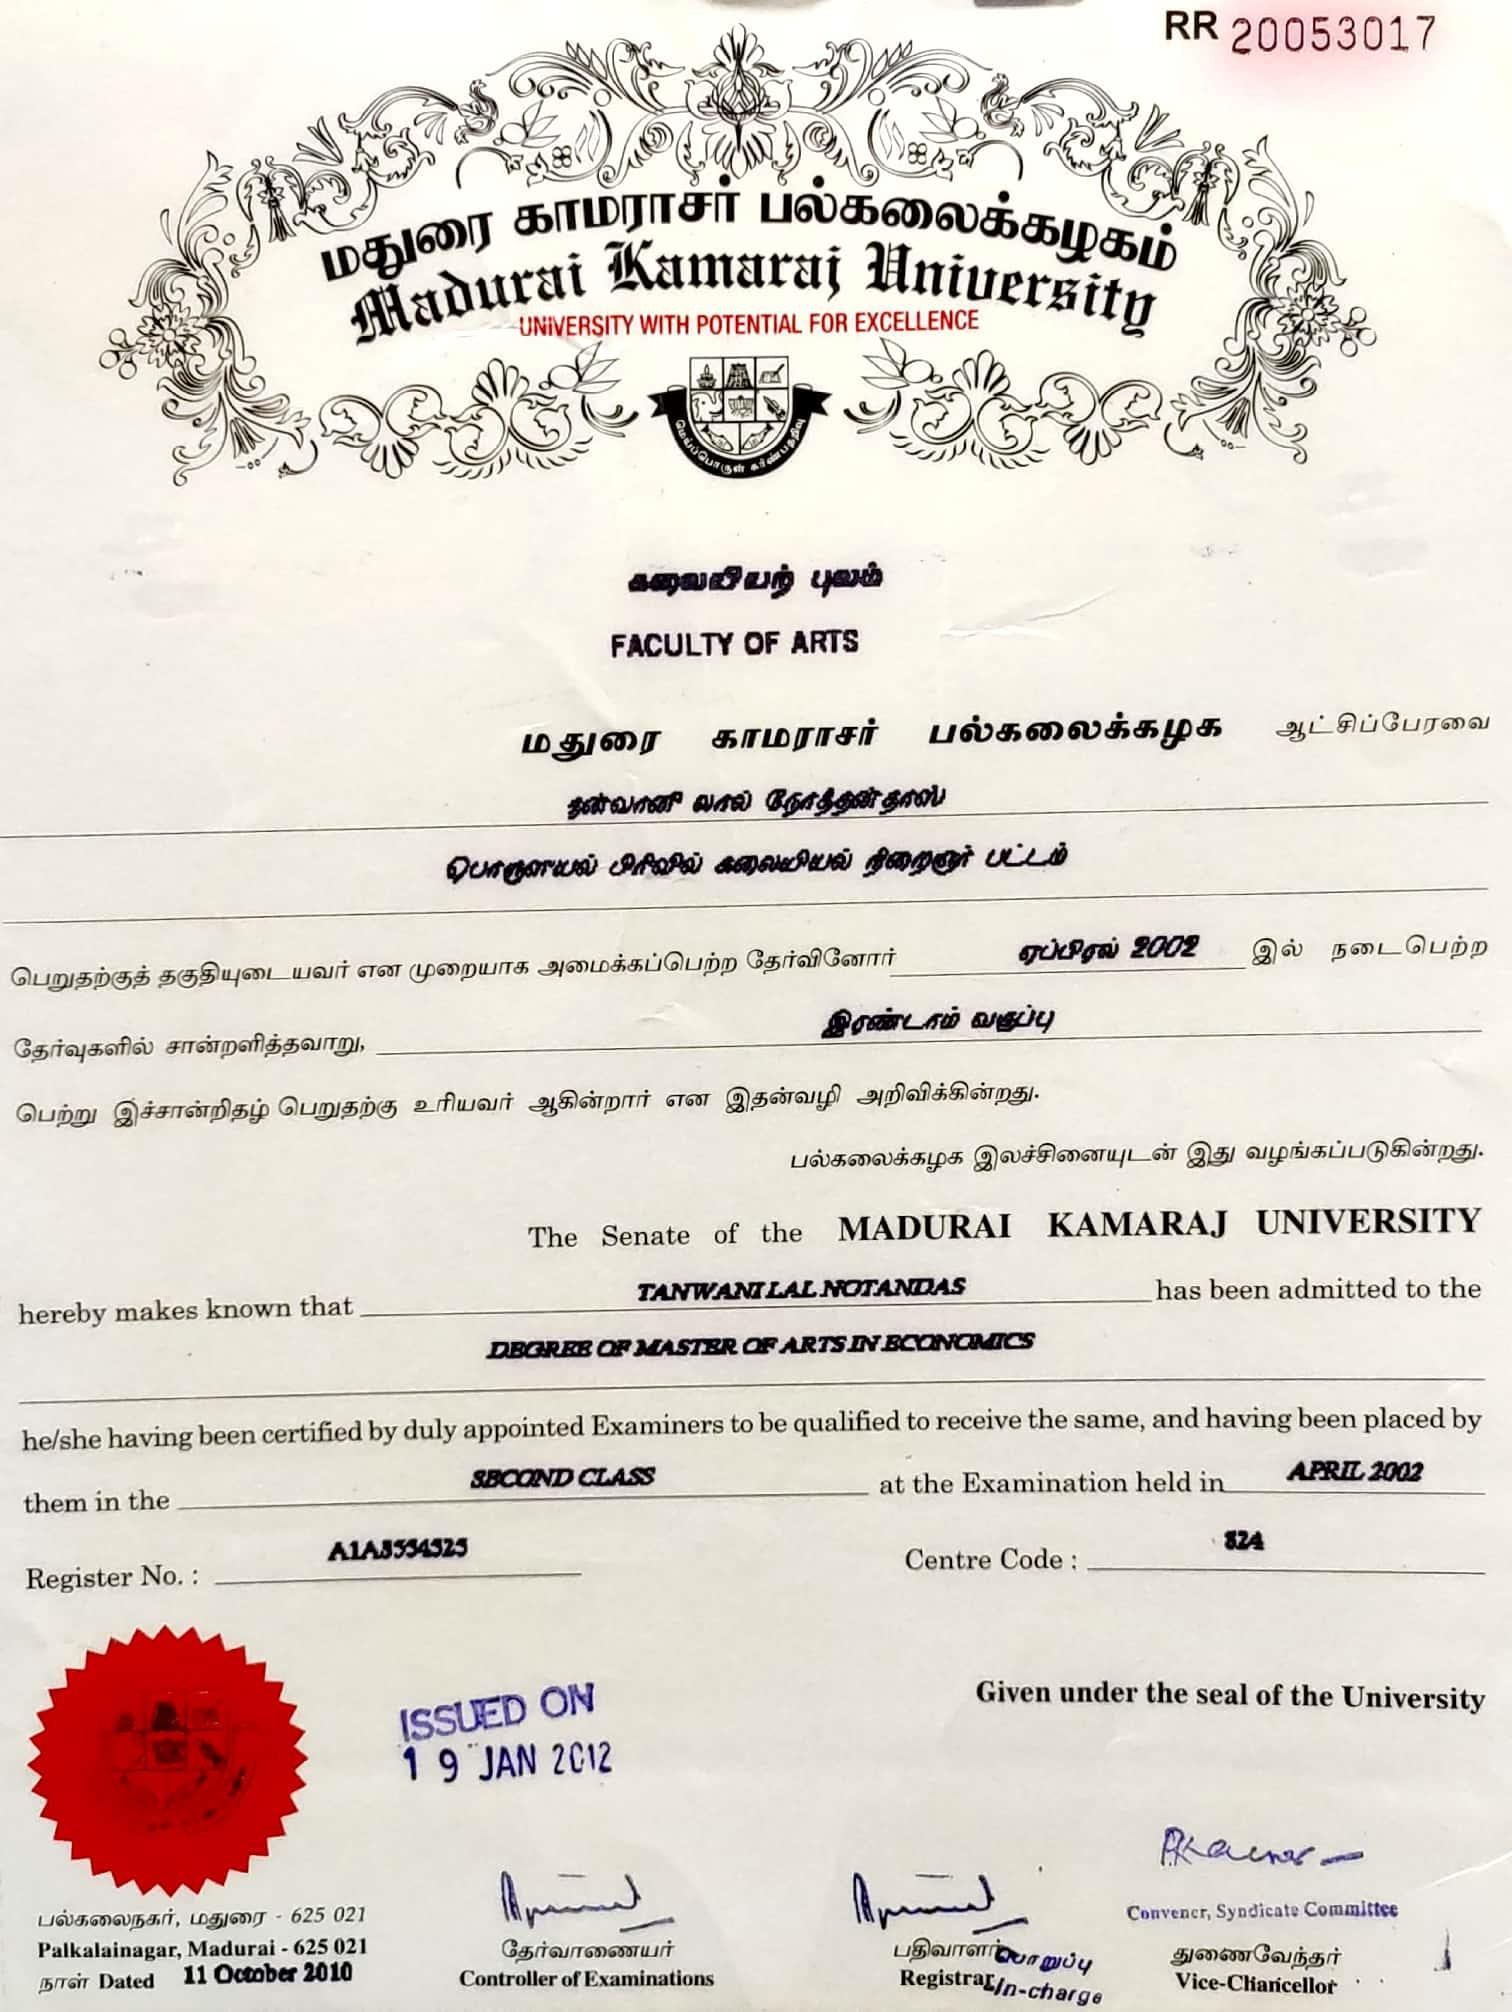 RR 20053017
மதுரை காமராசர் பல்கலைக்கழகம்
Madurai Kamaraj University
UNIVERSITY WITH POTENTIAL FOR EXCELLENCE
கலையியற் புலம்
FACULTY OF ARTS
மதுரை காமராசர் பல்கலைக்கழக ஆட்சிப்பேரவை
தன்வானி லால் நோத்தன்தாஸ்
பொருளியல் பிரிவில் கலையியல் நிறைஞர் பட்டம்
பெறுதற்குத் தகுதியுடையவர் என முறையாக அமைக்கப்பெற்ற தேர்வினோர் ஏப்பிரல் 2002 இல் நடைபெற்ற
தேர்வுகளில் சான்றளித்தவாறு, இரண்டாம் வகுப்பு
பெற்று இச்சான்றிதழ் பெறுதற்கு உரியவர் ஆகின்றார் என இதன்வழி அறிவிக்கின்றது.
பல்கலைக்கழக இலச்சினையுடன் இது வழங்கப்படுகின்றது.
The Senate of the MADURAI KAMARAJ UNIVERSITY
hereby makes known that TANWANI LAL NOTANDAS has been admitted to the
DEGREE OF MASTER OF ARTS IN ECONOMICS
he/she having been certified by duly appointed Examiners to be qualified to receive the same, and having been placed by
them in the SECOND CLASS at the Examination held in APRIL 2002
Register No. : A1A3554525 Centre Code : 824
Given under the seal of the University
ISSUED ON
19 JAN 2012
Convener, Syndicate Committee
பல்கலைநகர், மதுரை - 625 021
Palkalainagar, Madurai - 625 021
நாள் Dated 11 October 2010
தேர்வாணையர்
Controller of Examinations
பதிவாளர் பொறுப்பு
Registrar In-charge
துணைவேந்தர்
Vice-Chancellor